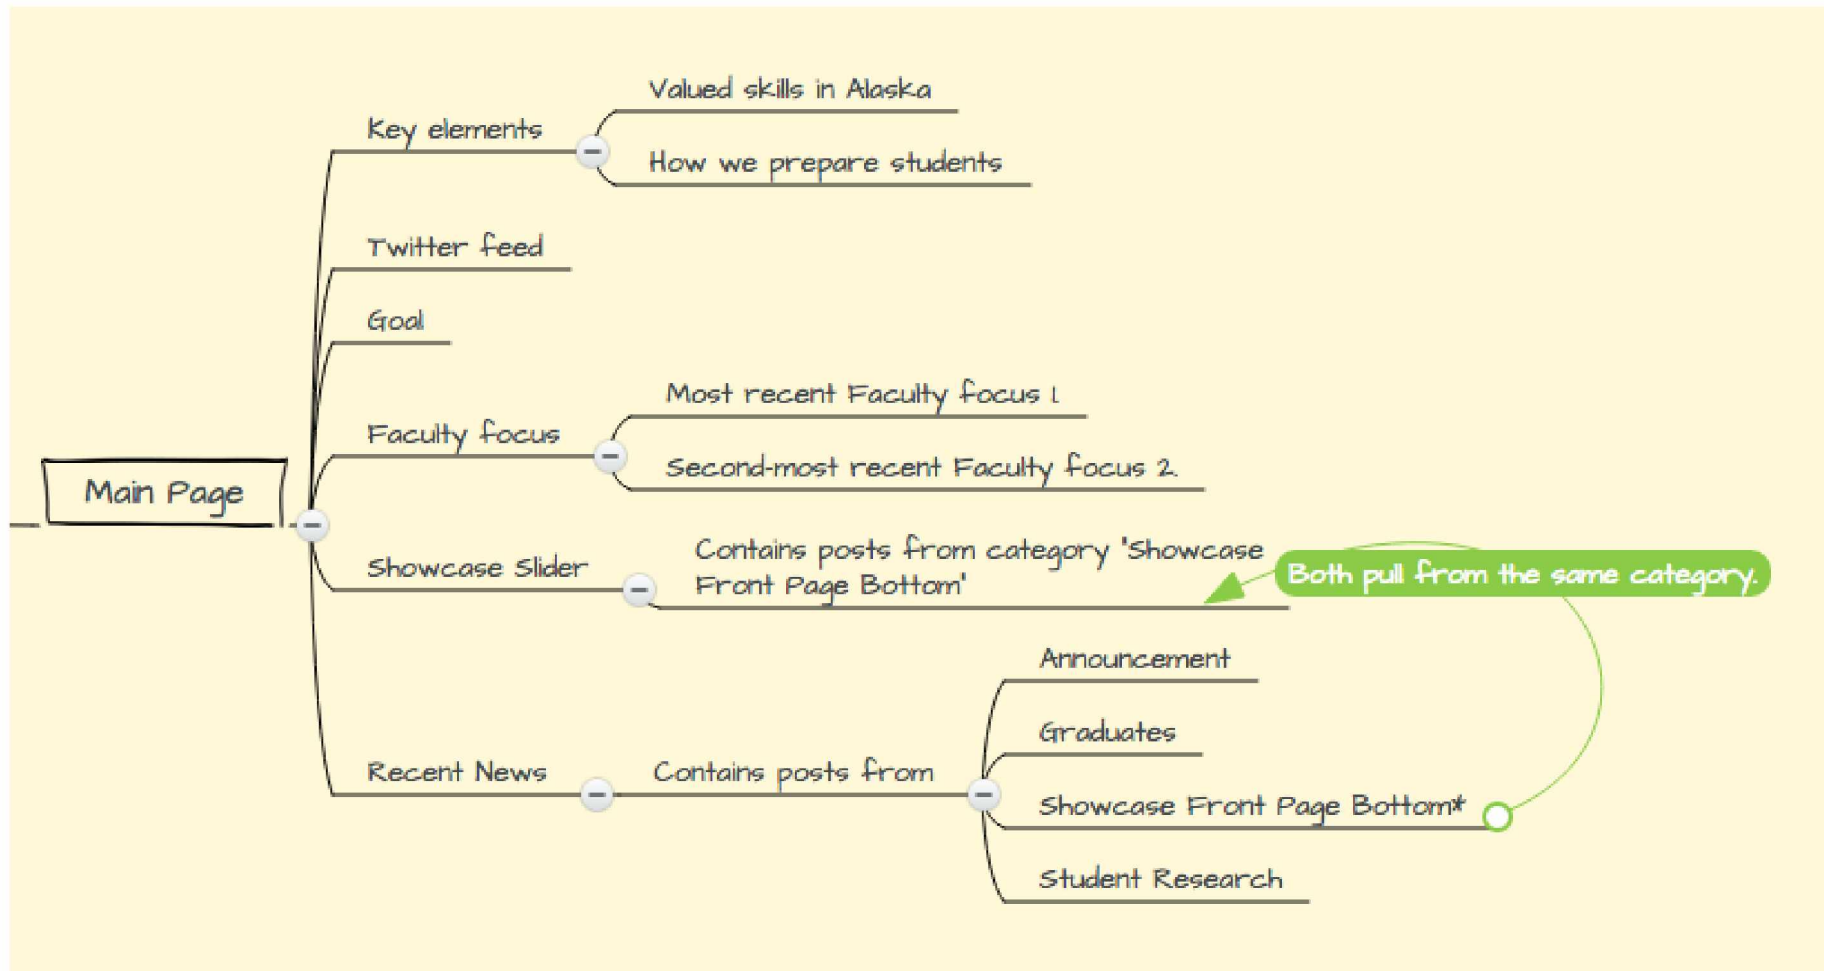 Valued skills in Alaska
Key elements
How we prepare students
Twitter feed
Goal
Most recent Faculty focus 1.
Faculty focus
Second-most recent Faculty focus 2.
Main Page
Contains posts from category 'Showcase
Front Page Bottom'
Showcase Slider
Both pull from the same category.
Announcement
Graduates
Recent News
Contains posts from
Showcase Front Page Bottom*
Student Research